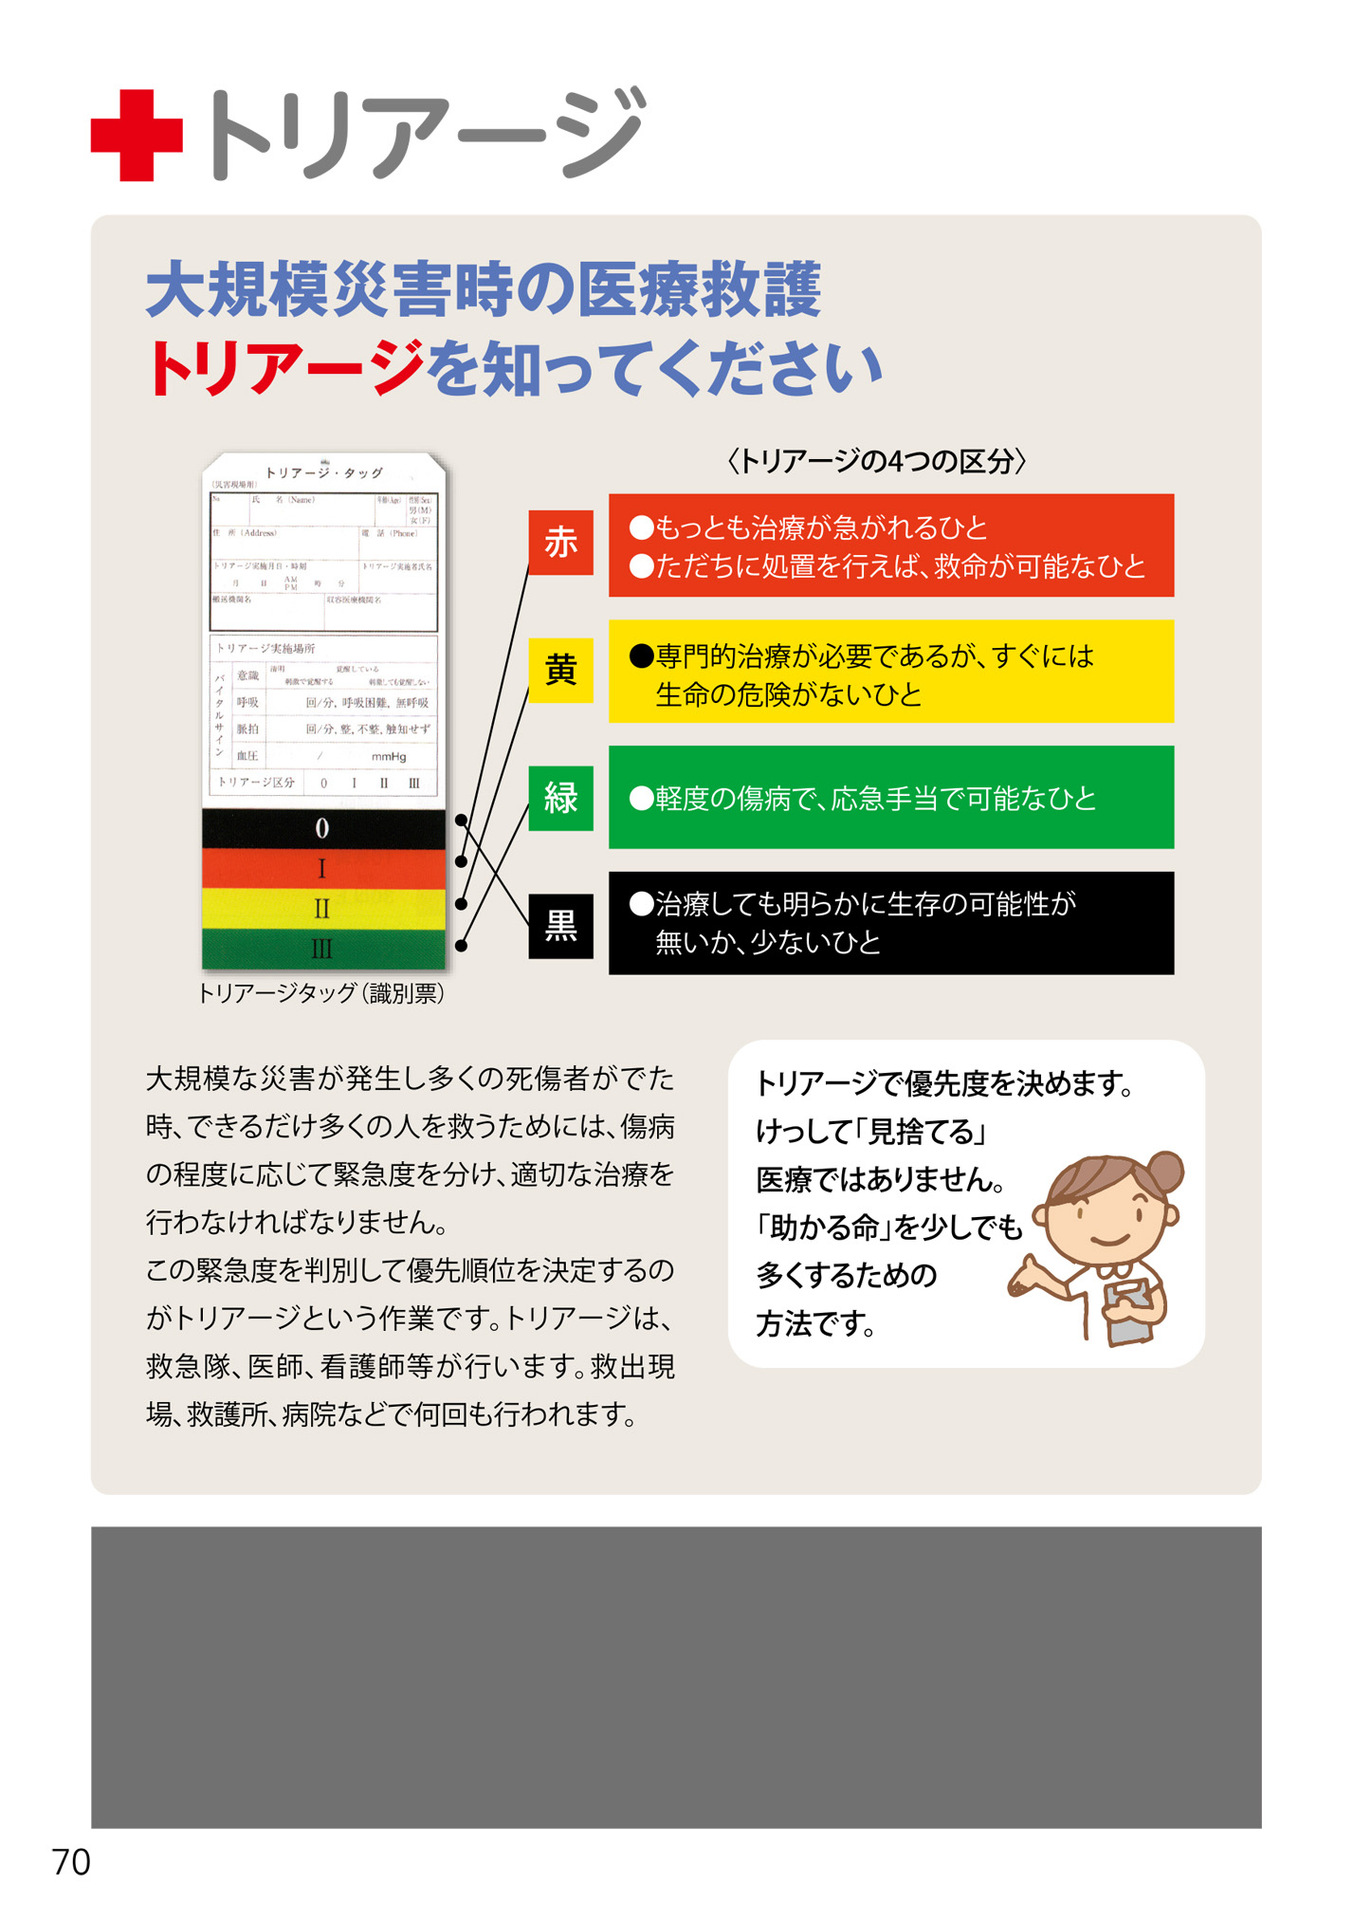 トリアージ
大規模災害時の医療救護
トリアージを知ってください
トリアージ・タッグ
(災害現場用)
No 氏 名 (Name) 年齢(Age) 性別(Sex)
男(M)
女(F)
住 所 (Address) 電 話 (Phone)
トリアージ実施月日・時刻 トリアージ実施者氏名
月 日 AM 時 分
PM
搬送機関名 収容医療機関名
トリアージ実施場所
バイタルサイン
意識 清明 覚醒している
刺激で覚醒する 刺激しても覚醒しない
呼吸 回/分, 呼吸困難, 無呼吸
脈拍 回/分, 整, 不整, 触知せず
血圧 / mmHg
トリアージ区分 0 I II III
0
I
II
III
トリアージタッグ(識別票)
〈トリアージの4つの区分〉
赤
●もっとも治療が急がれるひと
●ただちに処置を行えば、救命が可能なひと
黄
●専門的治療が必要であるが、すぐには
生命の危険がないひと
緑
●軽度の傷病で、応急手当で可能なひと
黒
●治療しても明らかに生存の可能性が
無いか、少ないひと
大規模な災害が発生し多くの死傷者がでた
時、できるだけ多くの人を救うためには、傷病
の程度に応じて緊急度を分け、適切な治療を
行わなければなりません。
この緊急度を判別して優先順位を決定するの
がトリアージという作業です。トリアージは、
救急隊、医師、看護師等が行います。救出現
場、救護所、病院などで何回も行われます。
トリアージで優先度を決めます。
けっして「見捨てる」
医療ではありません。
「助かる命」を少しでも
多くするための
方法です。
70